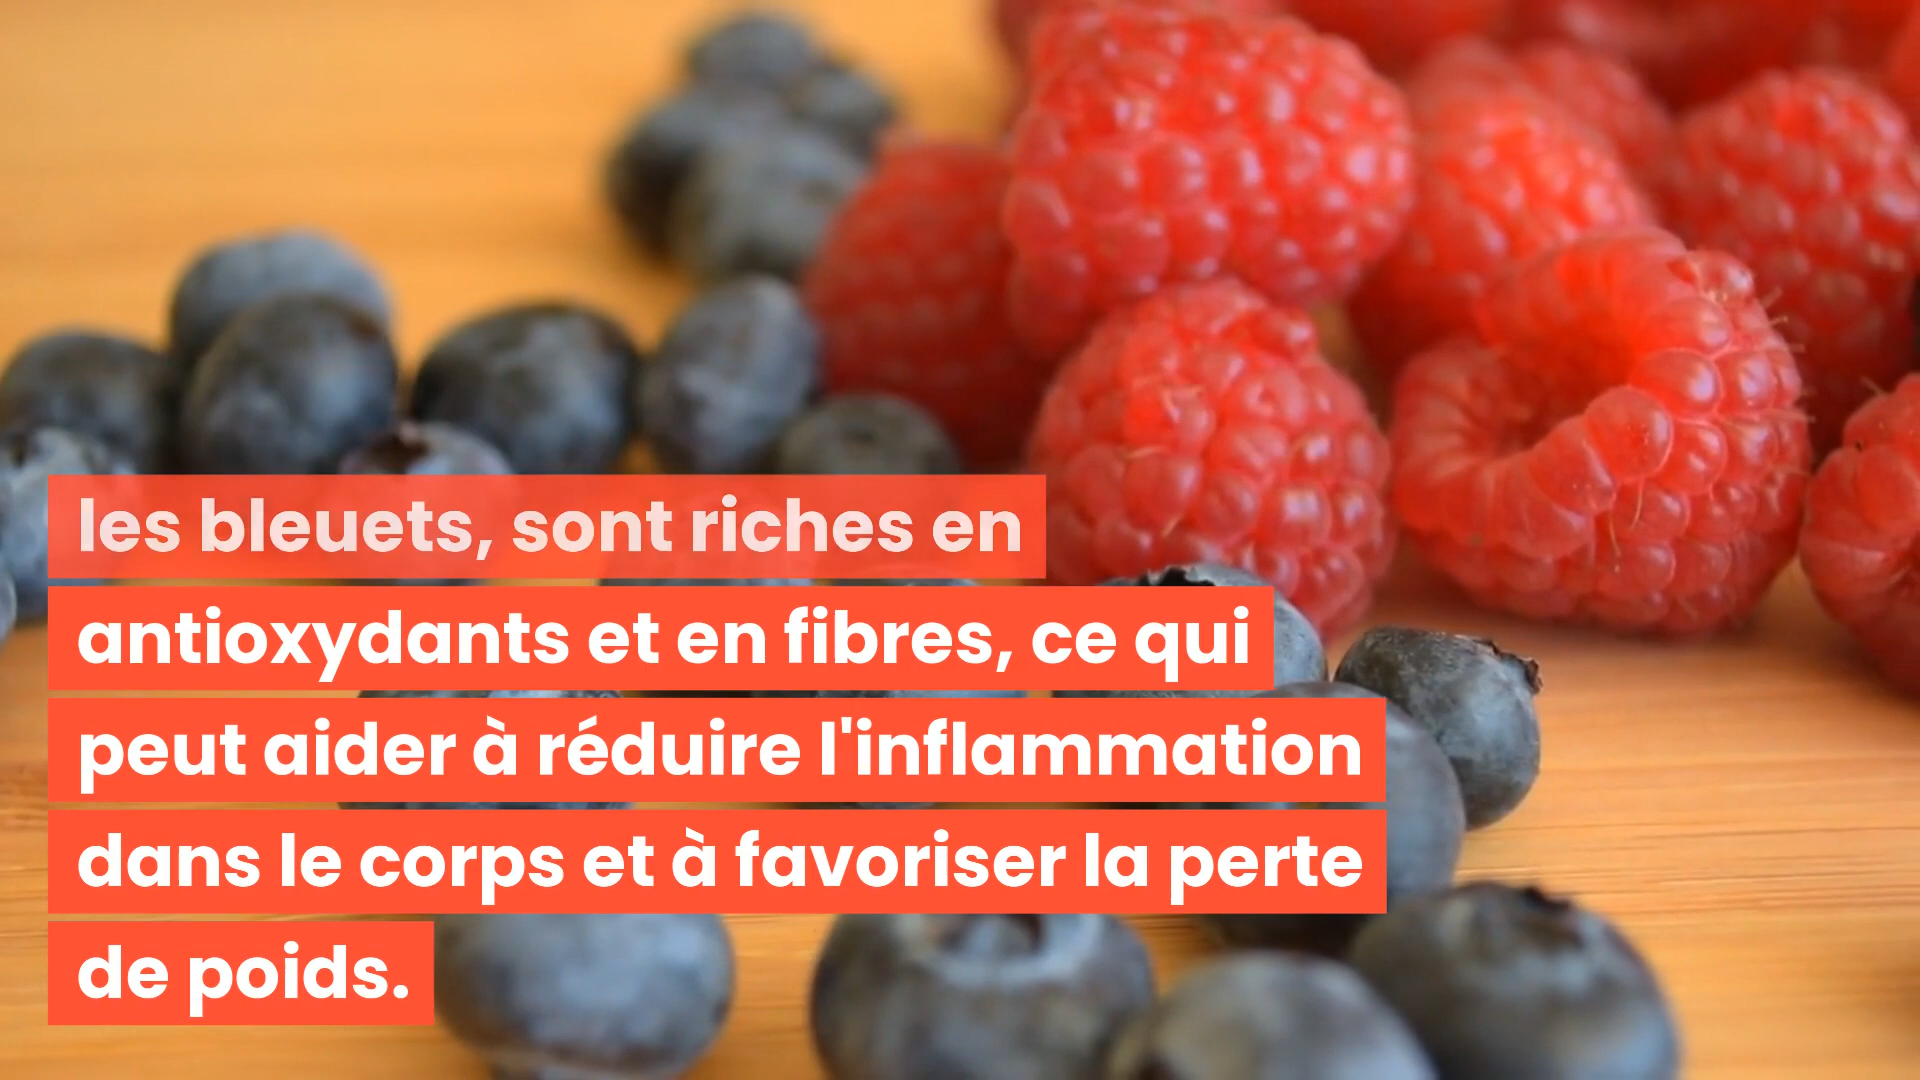 les bleuets, sont riches en
antioxydants et en fibres, ce qui
peut aider à réduire l'inflammation
dans le corps et à favoriser la perte
de poids.